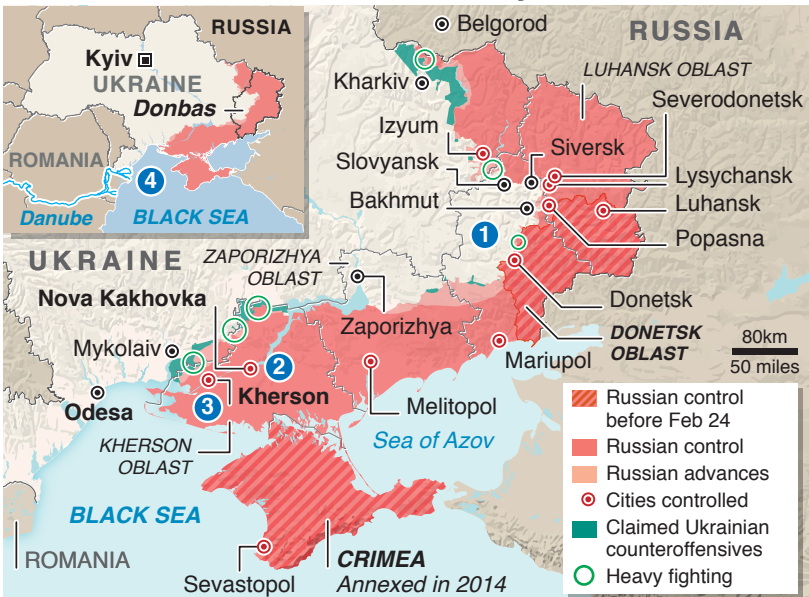 RUSSIA
Kyiv
UKRAINE
Donbas
ROMANIA
4
Danube
BLACK SEA
Belgorod
RUSSIA
Kharkiv
LUHANSK OBLAST
Severodonetsk
Izyum
Siversk
Slovyansk
Lysychansk
Bakhmut
Luhansk
1
Popasna
UKRAINE
ZAPORIZHYA
OBLAST
Nova Kakhovka
Donetsk
Zaporizhya
DONETSK
OBLAST
80km
50 miles
Mykolaiv
Mariupol
2
Kherson
3
Odesa
Melitopol
KHERSON
OBLAST
Sea of Azov
BLACK SEA
ROMANIA
CRIMEA
Annexed in 2014
Sevastopol
Russian control
before Feb 24
Russian control
Russian advances
Cities controlled
Claimed Ukrainian
counteroffensives
Heavy fighting